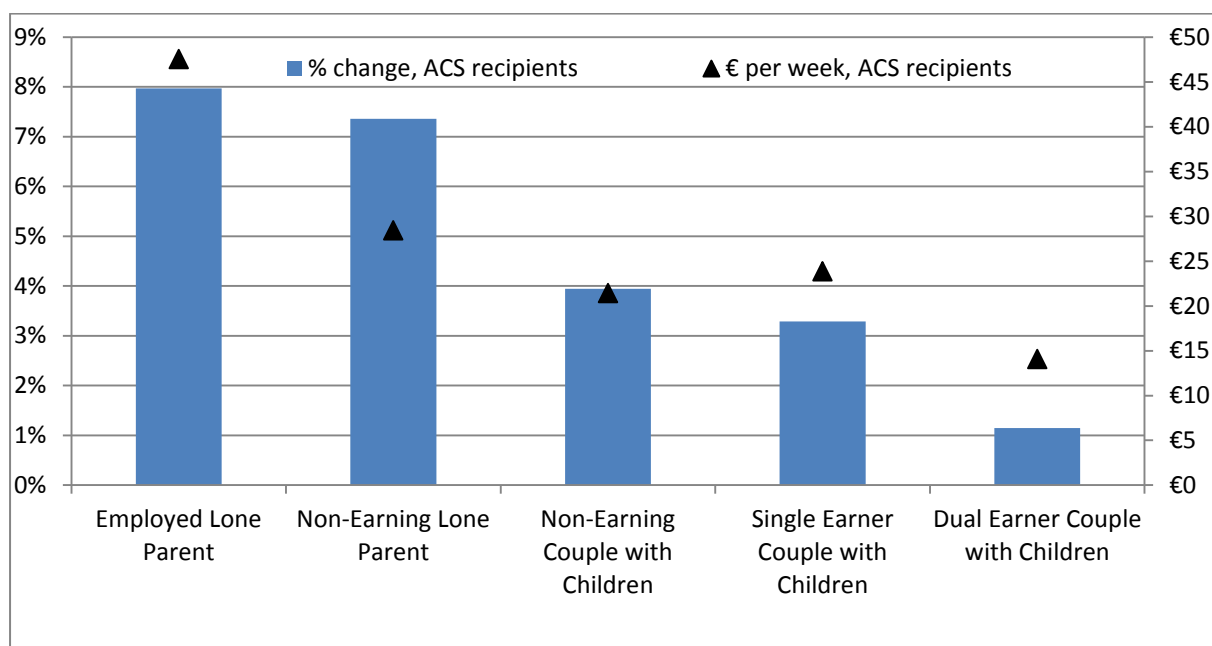 % change, ACS recipients
€ per week, ACS recipients
9%
8%
7%
6%
5%
4%
3%
2%
1%
0%
€50
€45
€40
€35
€30
€25
€20
€15
€10
€5
€0
Employed Lone
Parent
Non-Earning Lone
Parent
Non-Earning
Couple with
Children
Single Earner
Couple with
Children
Dual Earner Couple
with Children